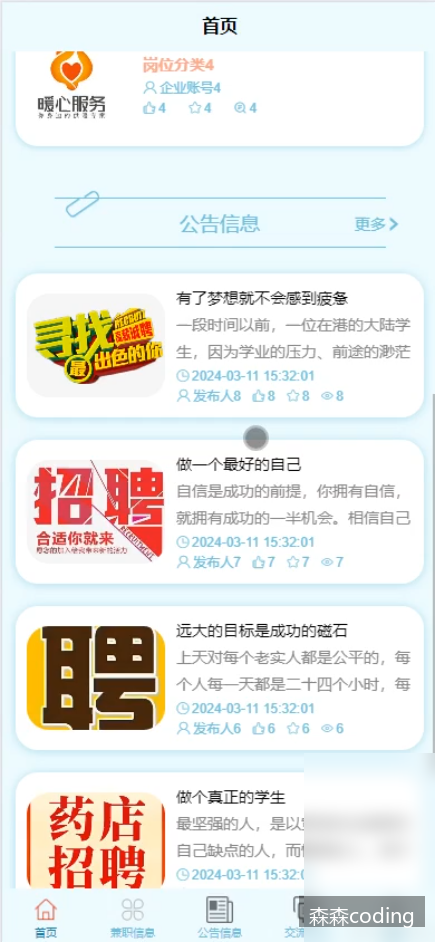 首页
暖心服务
岗位分类4
企业账号4
4 4 4
公告信息
更多
有了梦想就不会感到疲惫
一段时间以前，一位在港的大陆学
生，因为学业的压力、前途的渺茫
2024-03-11 15:32:01
发布人8 8 8 8
寻找
最出色的你
做一个最好的自己
自信是成功的前提，你拥有自信，
就拥有成功的一半机会。相信自己
2024-03-11 15:32:01
发布人7 7 7 7
招聘
合适你就来
RECRUITMENT
远大的目标是成功的磁石
上天对每个老实人都是公平的，每
个人每一天都是二十四个小时，每
2024-03-11 15:32:01
发布人6 6 6 6
聘
做个真正的学生
最坚强的人，是以
自己缺点的人，而
2024-03-11 15:32:0
药店
招聘
首页
兼职信息
公告信息
交流
森森coding